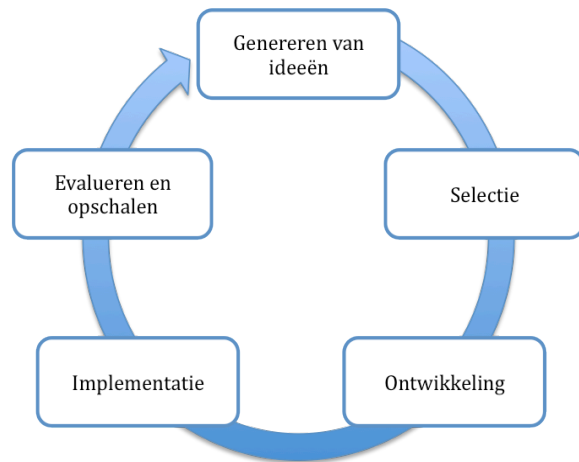 Genereren van
ideeën
Selectie
Ontwikkeling
Implementatie
Evalueren en
opschalen